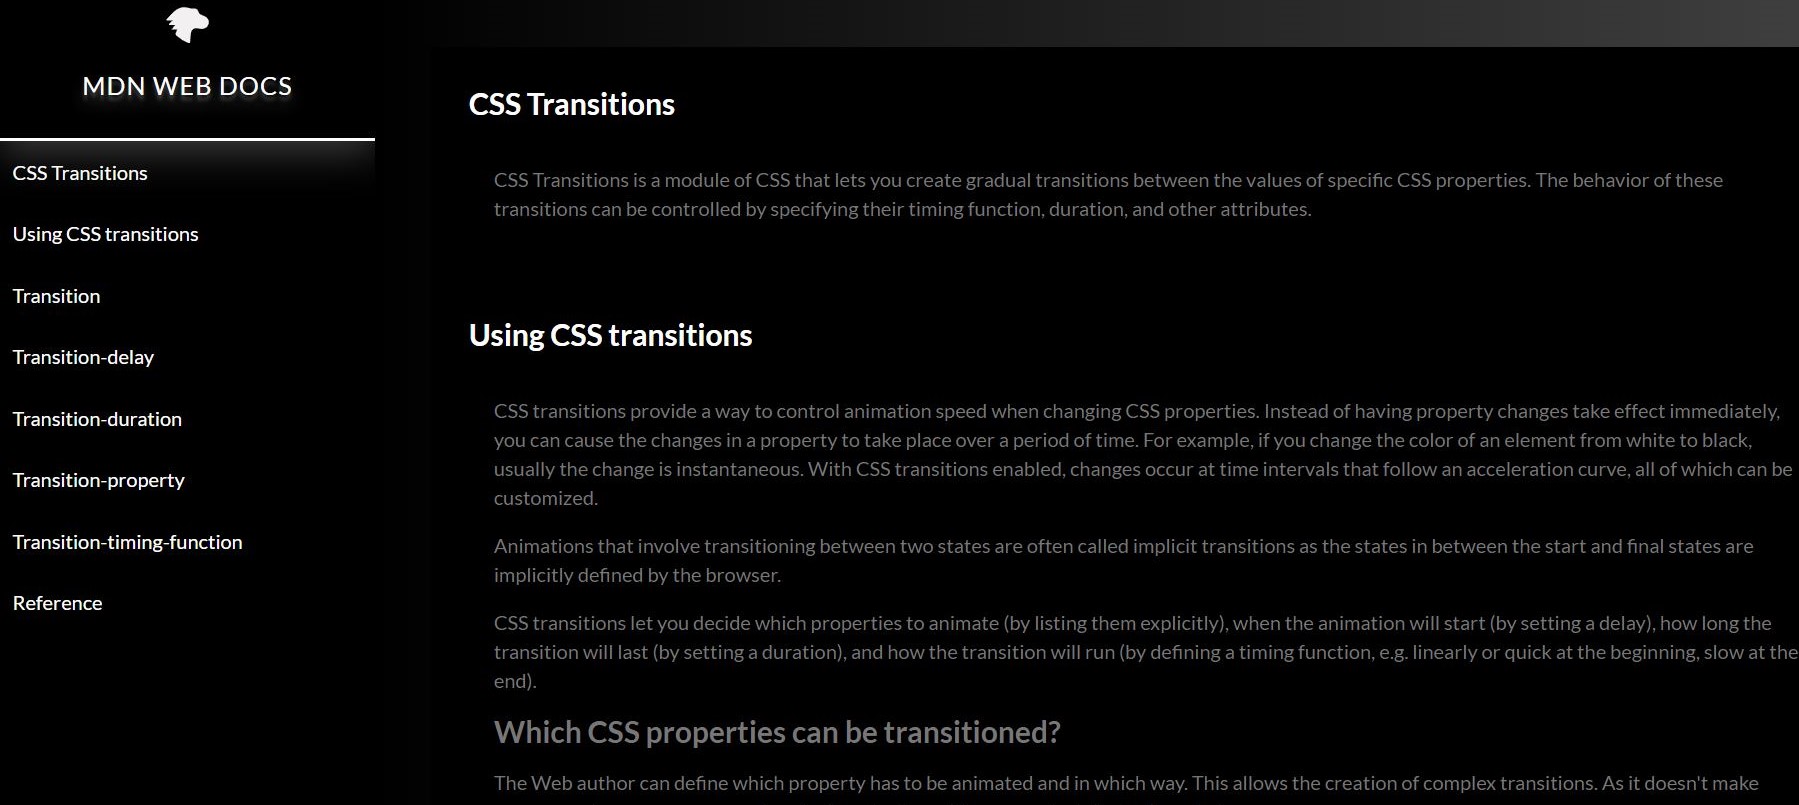 MDN WEB DOCS
CSS Transitions
Using CSS transitions
Transition
Transition-delay
Transition-duration
Transition-property
Transition-timing-function
Reference
CSS Transitions
CSS Transitions is a module of CSS that lets you create gradual transitions between the values of specific CSS properties. The behavior of these
transitions can be controlled by specifying their timing function, duration, and other attributes.
Using CSS transitions
CSS transitions provide a way to control animation speed when changing CSS properties. Instead of having property changes take effect immediately,
you can cause the changes in a property to take place over a period of time. For example, if you change the color of an element from white to black,
usually the change is instantaneous. With CSS transitions enabled, changes occur at time intervals that follow an acceleration curve, all of which can be
customized.
Animations that involve transitioning between two states are often called implicit transitions as the states in between the start and final states are
implicitly defined by the browser.
CSS transitions let you decide which properties to animate (by listing them explicitly), when the animation will start (by setting a delay), how long the
transition will last (by setting a duration), and how the transition will run (by defining a timing function, e.g. linearly or quick at the beginning, slow at the
end).
Which CSS properties can be transitioned?
The Web author can define which property has to be animated and in which way. This allows the creation of complex transitions. As it doesn't make